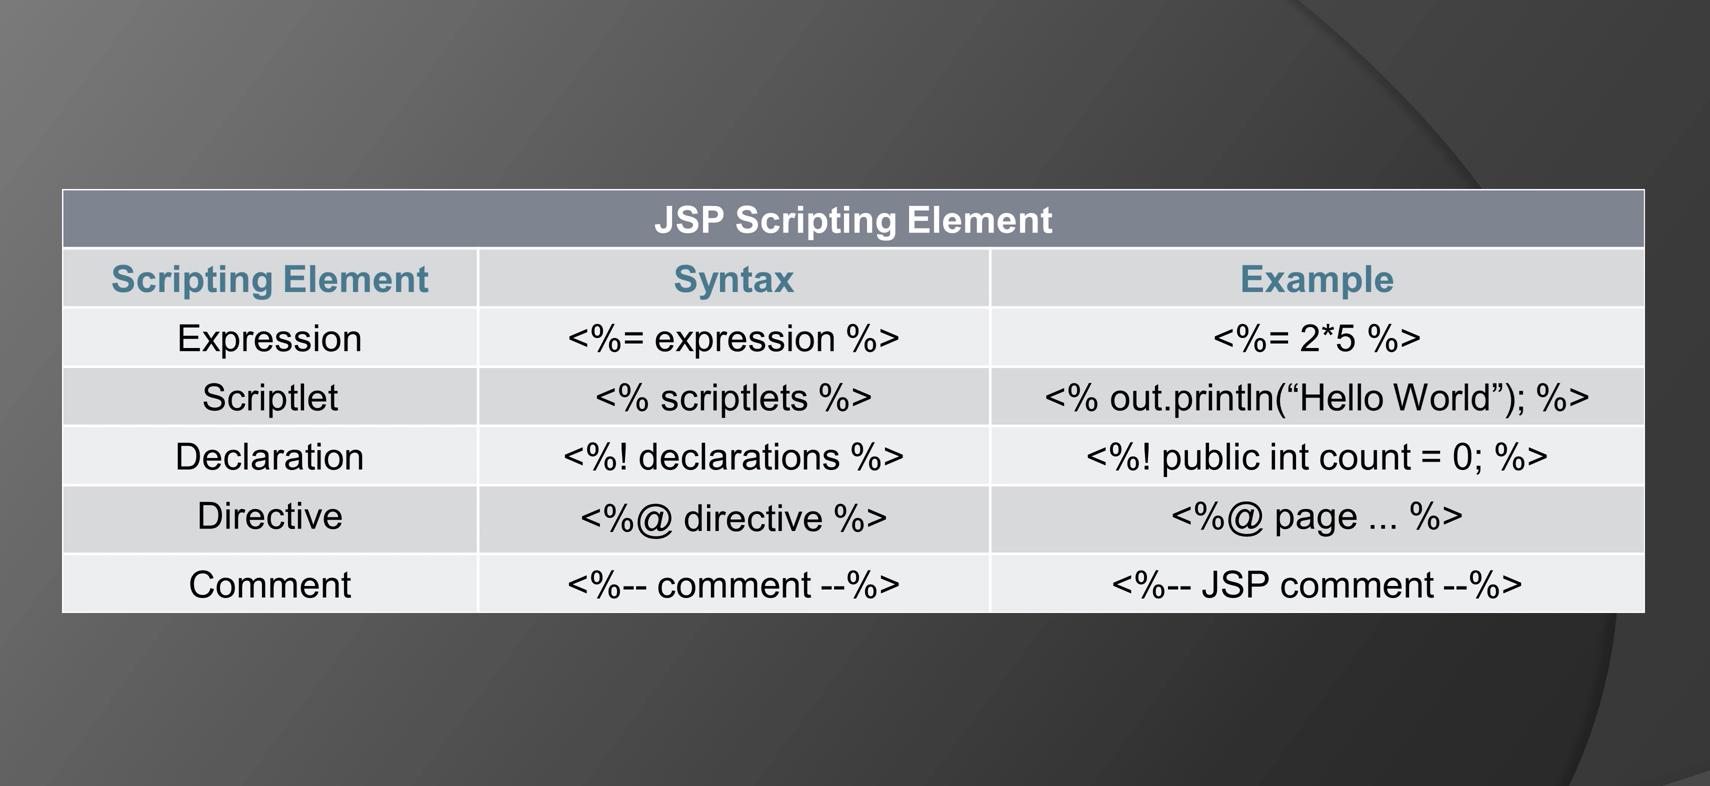 JSP Scripting Element
Scripting Element Syntax Example
Expression <%= expression %> <%= 2*5 %>
Scriptlet <% scriptlets %> <% out.println(“Hello World”); %>
Declaration <%! declarations %> <%! public int count = 0; %>
Directive <%@ directive %> <%@ page ... %>
Comment <%-- comment --%> <%-- JSP comment --%>